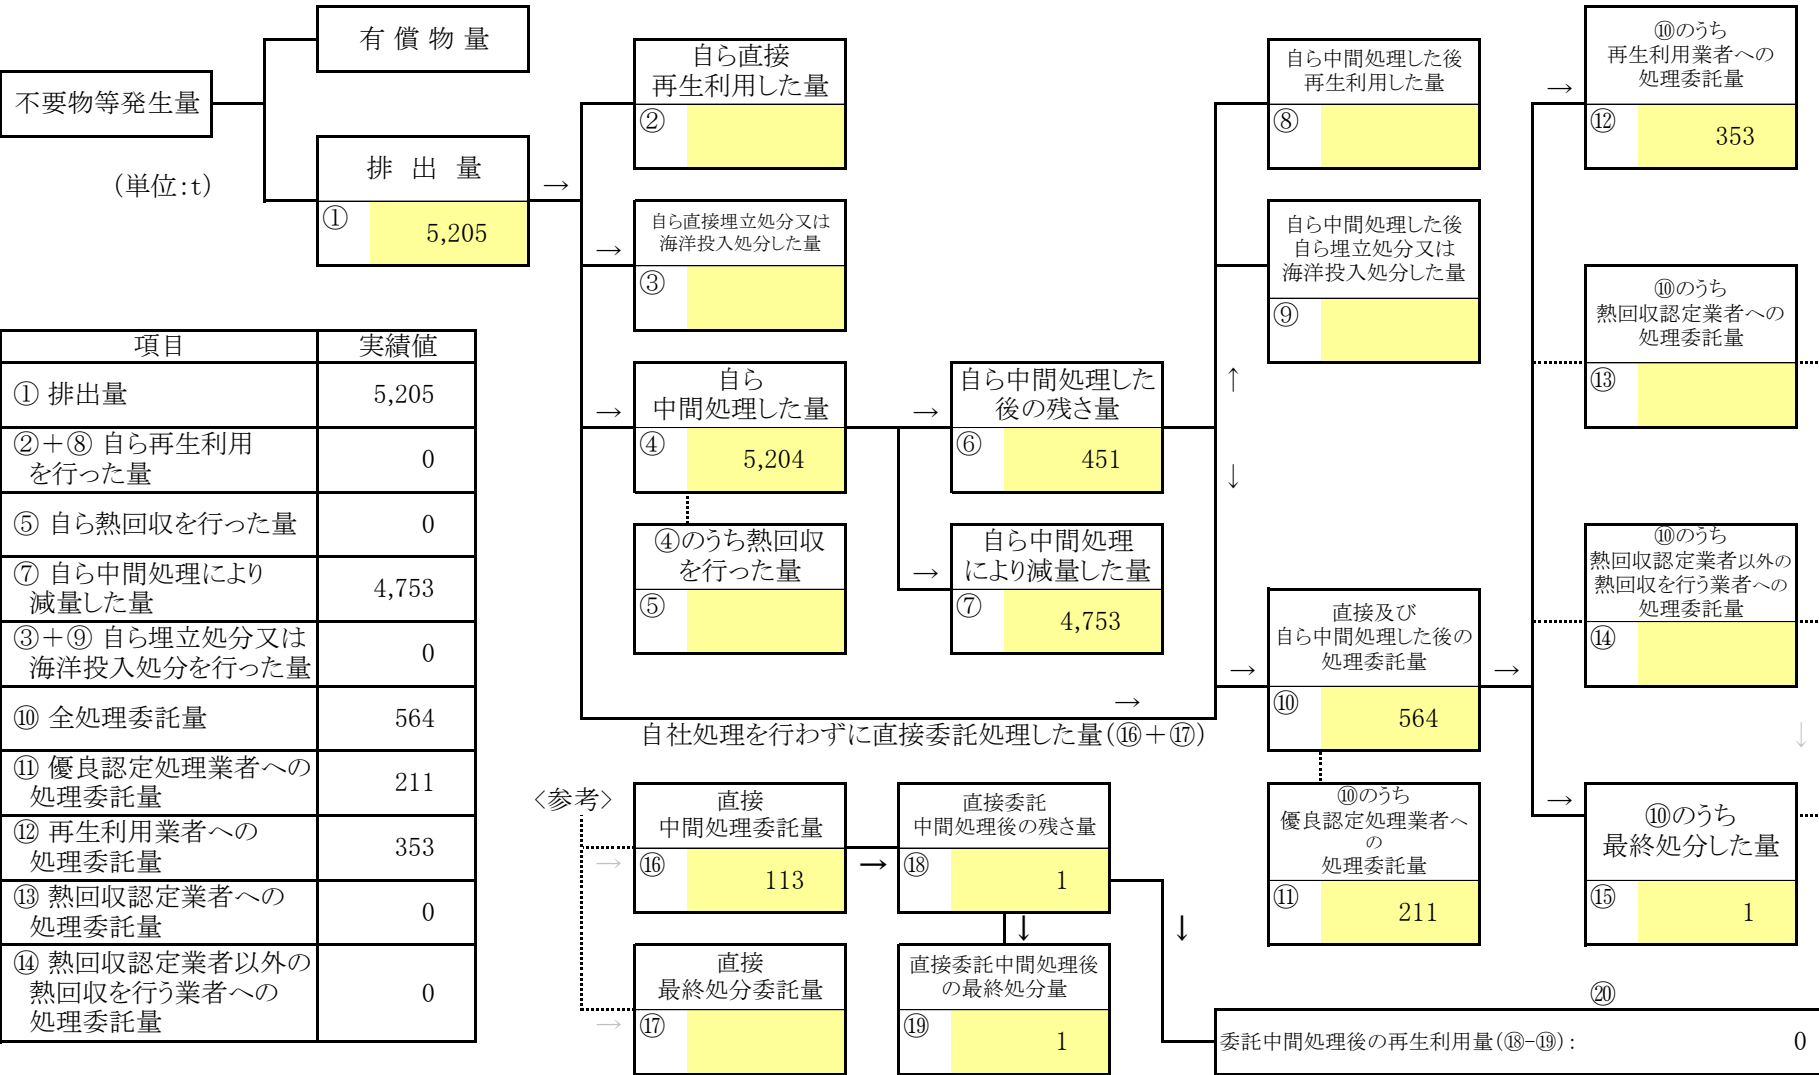 有 償 物 量
不要物等発生量
(単位:t)
排 出 量
①
5,205
→
自ら直接
再生利用した量
②
→
自ら直接埋立処分又は
海洋投入処分した量
③
→
自ら
中間処理した量
④
5,204
④のうち熱回収
を行った量
⑤
→
自ら中間処理した
後の残さ量
⑥
451
→
自ら中間処理
により減量した量
⑦
4,753
→
自社処理を行わずに直接委託処理した量(⑯+⑰)
自ら中間処理した後
再生利用した量
⑧
自ら中間処理した後
自ら埋立処分又は
海洋投入処分した量
⑨
↑
↓
→
直接及び
自ら中間処理した後の
処理委託量
⑩
564
⑩のうち
優良認定処理業者へ
の
処理委託量
⑪
211
→
→
⑩のうち
再生利用業者への
処理委託量
⑫
353
⑩のうち
熱回収認定業者への
処理委託量
⑬
⑩のうち
熱回収認定業者以外の
熱回収を行う業者への
処理委託量
⑭
↓
→
⑩のうち
最終処分した量
⑮
1
項目 実績値
① 排出量 5,205
②+⑧ 自ら再生利用
を行った量 0
⑤ 自ら熱回収を行った量 0
⑦ 自ら中間処理により
減量した量 4,753
③+⑨ 自ら埋立処分又は
海洋投入処分を行った量 0
⑩ 全処理委託量 564
⑪ 優良認定処理業者への
処理委託量 211
⑫ 再生利用業者への
処理委託量 353
⑬ 熱回収認定業者への
処理委託量 0
⑭ 熱回収認定業者以外の
熱回収を行う業者への
処理委託量 0
〈参考〉
→
直接
中間処理委託量
⑯
113
→
直接委託
中間処理後の残さ量
⑱
1
↓
↓
→
直接
最終処分委託量
⑰
直接委託中間処理後
の最終処分量
⑲
1
⑳
委託中間処理後の再生利用量(⑱-⑲): 0